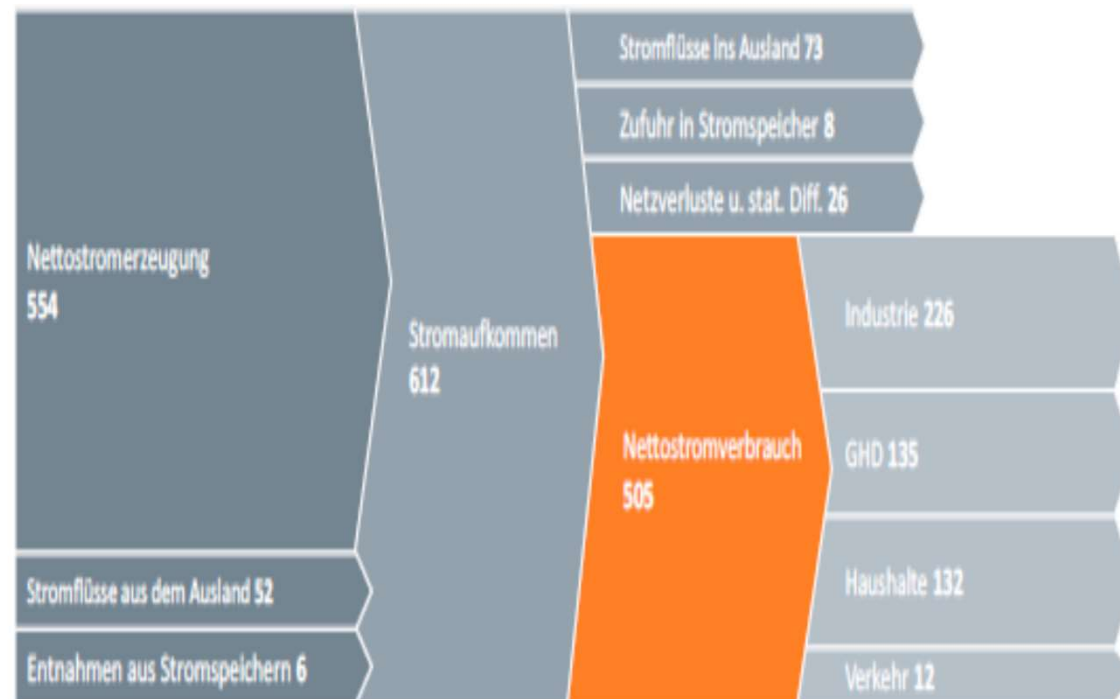 Nettostromerzeugung
554
Stromflüsse aus dem Ausland 52
Entnahmen aus Stromspeichern 6
Stromaufkommen
612
Stromflüsse ins Ausland 73
Zufuhr in Stromspeicher 8
Netzverluste u. stat. Diff. 26
Nettostromverbrauch
505
Industrie 226
GHD 135
Haushalte 132
Verkehr 12